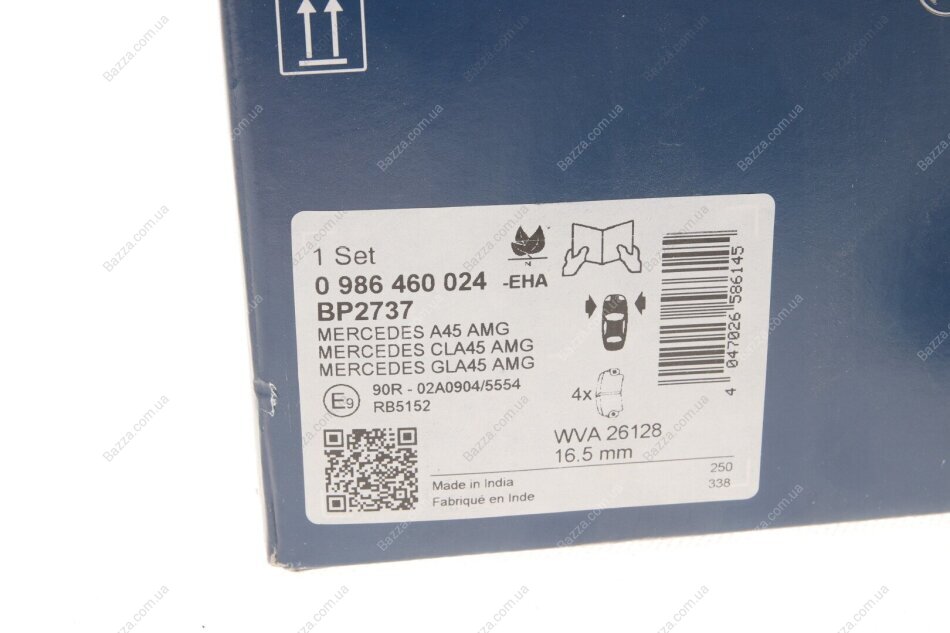 1 Set
0 986 460 024 -EHA
BP2737
MERCEDES A45 AMG
MERCEDES CLA45 AMG
MERCEDES GLA45 AMG
E9 90R - 02A0904/5554
RB5152
4x
WVA 26128
16.5 mm
250
338
Made in India
Fabriqué en Inde
4 047026 586145
Bazza.com.ua